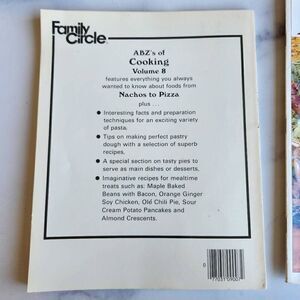 Family
Circle
ABZ's of
Cooking
Volume 8
features everything you always
wanted to know about foods from
Nachos to Pizza
plus . . .
● Interesting facts and preparation
techniques for an exciting variety
of pasta,
● Tips on making perfect pastry
dough with a selection of superb
recipes,
● A special section on tasty pies to
serve as main dishes or desserts,
● Imaginative recipes for mealtime
treats such as: Maple Baked
Beans with Bacon, Orange Ginger
Soy Chicken, Olé Chili Pie, Sour
Cream Potato Pancakes and
Almond Crescents.
0